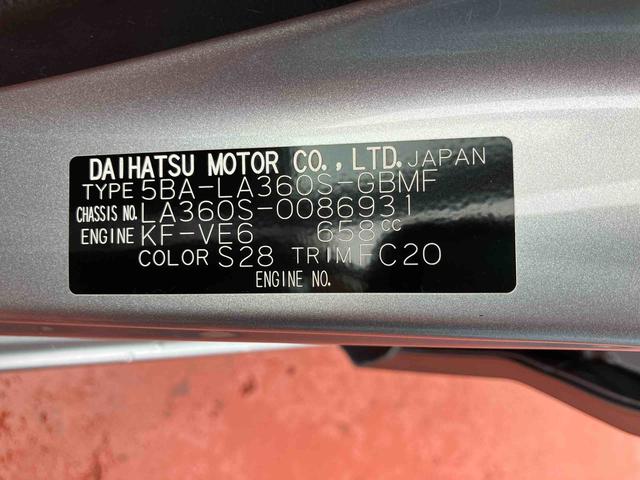 DAIHATSU MOTOR CO., LTD. JAPAN
TYPE 5BA-LA360S-GBMF
CHASSIS NO. LA360S-0086931
ENGINE KF-VE6 658cc
COLOR S28 TRIM FC20
ENGINE NO.